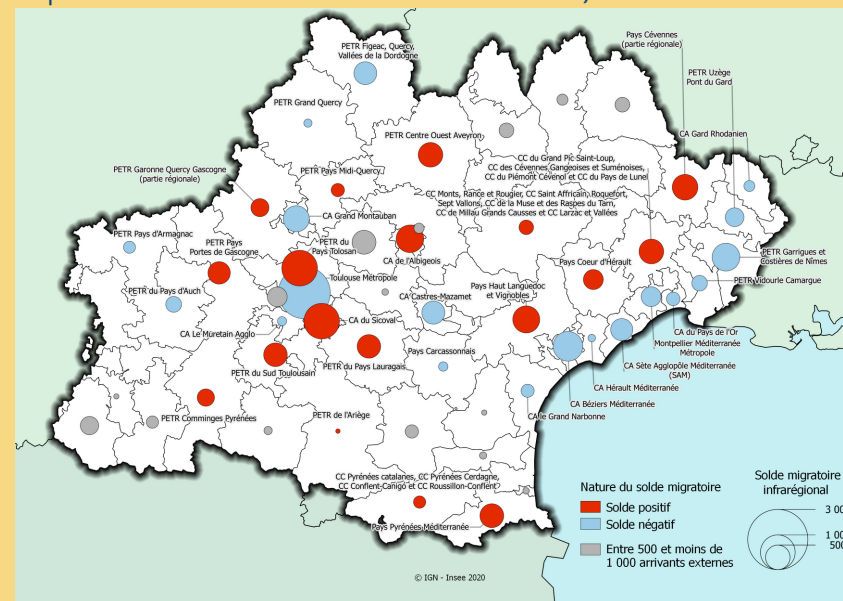 PETR Figeac, Quercy,
Vallées de la Dordogne
Pays Cévennes
(partie régionale)
PETR Uzège
Pont du Gard
PETR Grand Quercy
CA Gard Rhodanien
PETR Centre Ouest Aveyron
CC du Grand Pic Saint-Loup,
CC des Cévennes Gangeoises et Suménoises,
CC du Piémont Cévenol et CC du Pays de Lunel
PETR Garonne Quercy Gascogne
(partie régionale)
PETR Pays Midi-Quercy
CC Monts, Rance et Rougier, CC Saint Affricain, Roquefort,
Sept Vallons, CC de la Muse et des Raspes du Tarn,
CC de Millau Grands Causses et CC Larzac et Vallées
CA Grand Montauban
PETR Pays d'Armagnac
PETR Pays
Portes de Gascogne
PETR du
Pays Tolosan
CA de l'Albigeois
PETR Garrigues et
Costières de Nîmes
Pays Coeur d'Hérault
Toulouse Métropole
PETR Vidourle Camargue
PETR du Pays d'Auch
CA Castres-Mazamet
Pays Haut Languedoc
et Vignobles
CA Le Muretain Agglo
CA du Sicoval
CA du Pays de l'Or
Montpellier Méditerranée
Métropole
Pays Carcassonnais
PETR du Pays Lauragais
CA Sète Agglopôle Méditerranée
(SAM)
PETR du Sud Toulousain
CA Hérault Méditerranée
CA Béziers Méditerranée
PETR Comminges Pyrénées
PETR de l'Ariège
CA le Grand Narbonne
CC Pyrénées catalanes, CC Pyrénées Cerdagne,
CC Conflent-Canigó et CC Roussillon-Conflent
Pays Pyrénées Méditerranée
Nature du solde migratoire
Solde positif
Solde négatif
Entre 500 et moins de
1 000 arrivants externes
Solde migratoire
infrarégional
3 00
1 00
500
© IGN - Insee 2020